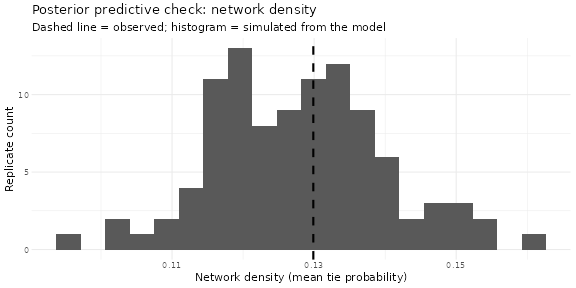 Posterior predictive check: network density
Dashed line = observed; histogram = simulated from the model
Replicate count
10
5
0
0.11
0.13
0.15
Network density (mean tie probability)